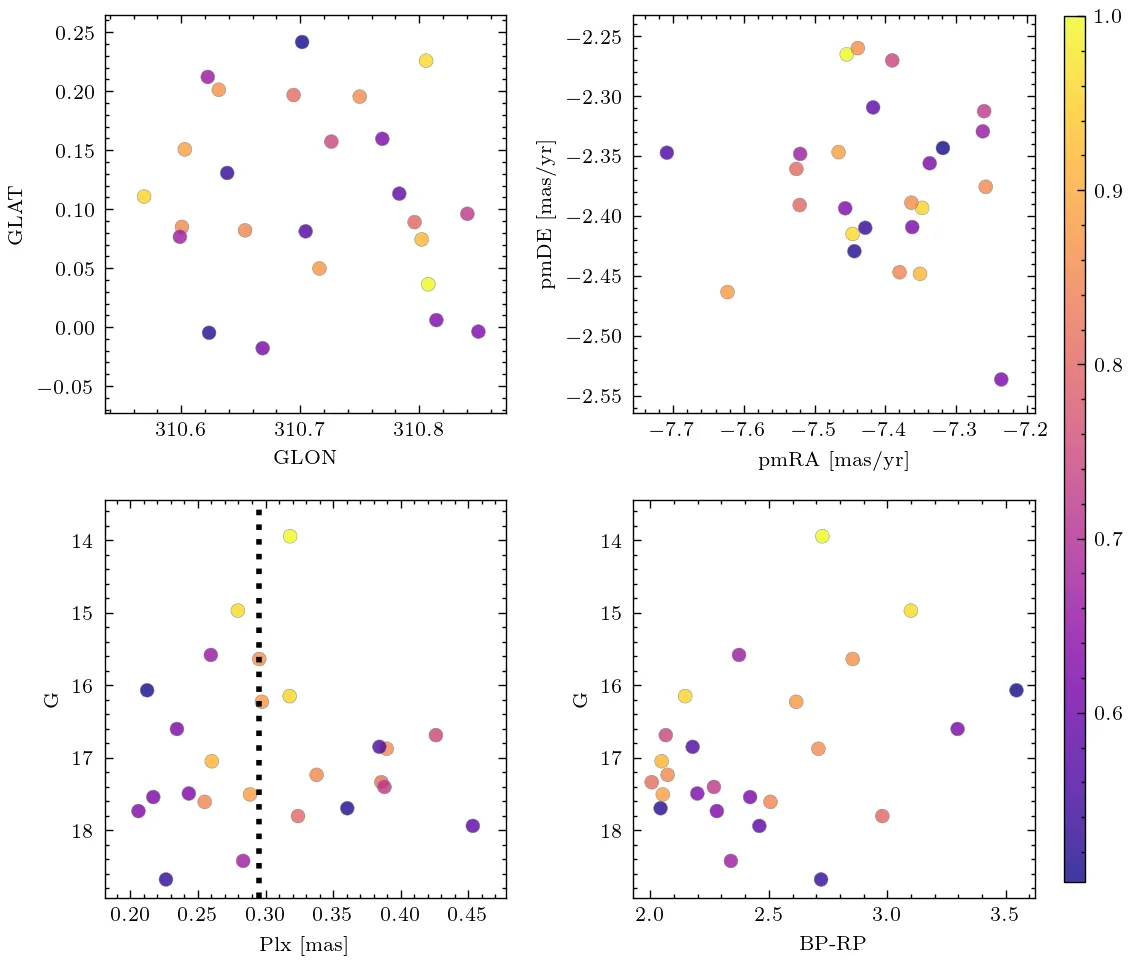 0.25
0.20
0.15
0.10
0.05
0.00
−0.05
GLAT
310.6 310.7 310.8
GLON
−2.25
−2.30
−2.35
−2.40
−2.45
−2.50
−2.55
pmDE [mas/yr]
−7.7 −7.6 −7.5 −7.4 −7.3 −7.2
pmRA [mas/yr]
14
15
16
17
18
G
0.20 0.25 0.30 0.35 0.40 0.45
Plx [mas]
14
15
16
17
18
G
2.0 2.5 3.0 3.5
BP-RP
1.0
0.9
0.8
0.7
0.6